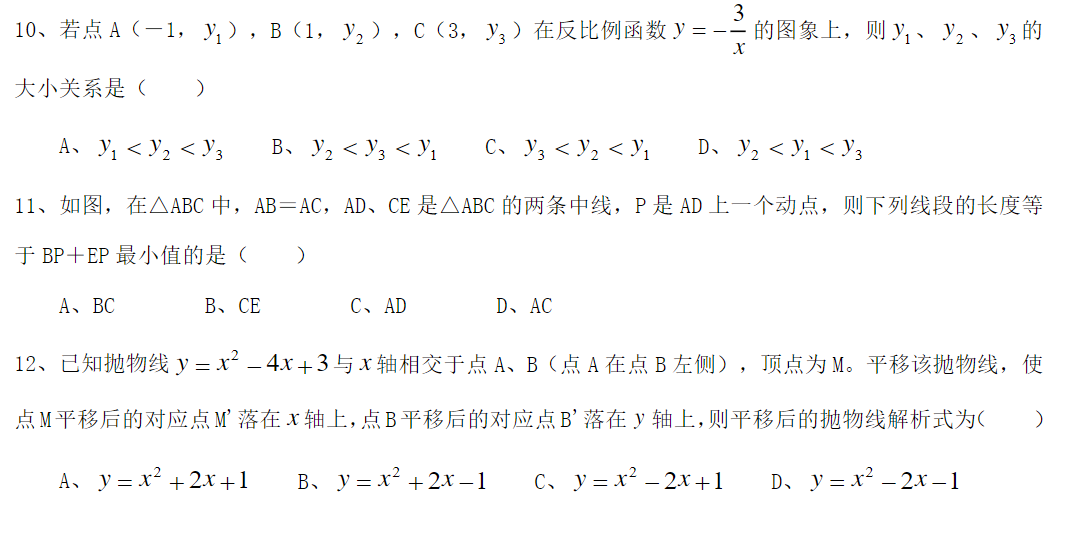 10、若点 A（－1，y₁），B（1，y₂），C（3，y₃）在反比例函数 y = －3/x 的图象上，则 y₁、y₂、y₃ 的
大小关系是（　　）
A、y₁ < y₂ < y₃　　B、y₂ < y₃ < y₁　　C、y₃ < y₂ < y₁　　D、y₂ < y₁ < y₃
11、如图，在△ABC 中，AB＝AC，AD、CE 是△ABC 的两条中线，P 是 AD 上一个动点，则下列线段的长度等
于 BP＋EP 最小值的是（　　）
A、BC　　B、CE　　C、AD　　D、AC
12、已知抛物线 y = x² － 4x + 3 与 x 轴相交于点 A、B（点 A 在点 B 左侧），顶点为 M。平移该抛物线，使
点 M 平移后的对应点 M' 落在 x 轴上，点 B 平移后的对应点 B' 落在 y 轴上，则平移后的抛物线解析式为（　　）
A、y = x² + 2x + 1　　B、y = x² + 2x － 1　　C、y = x² － 2x + 1　　D、y = x² － 2x － 1